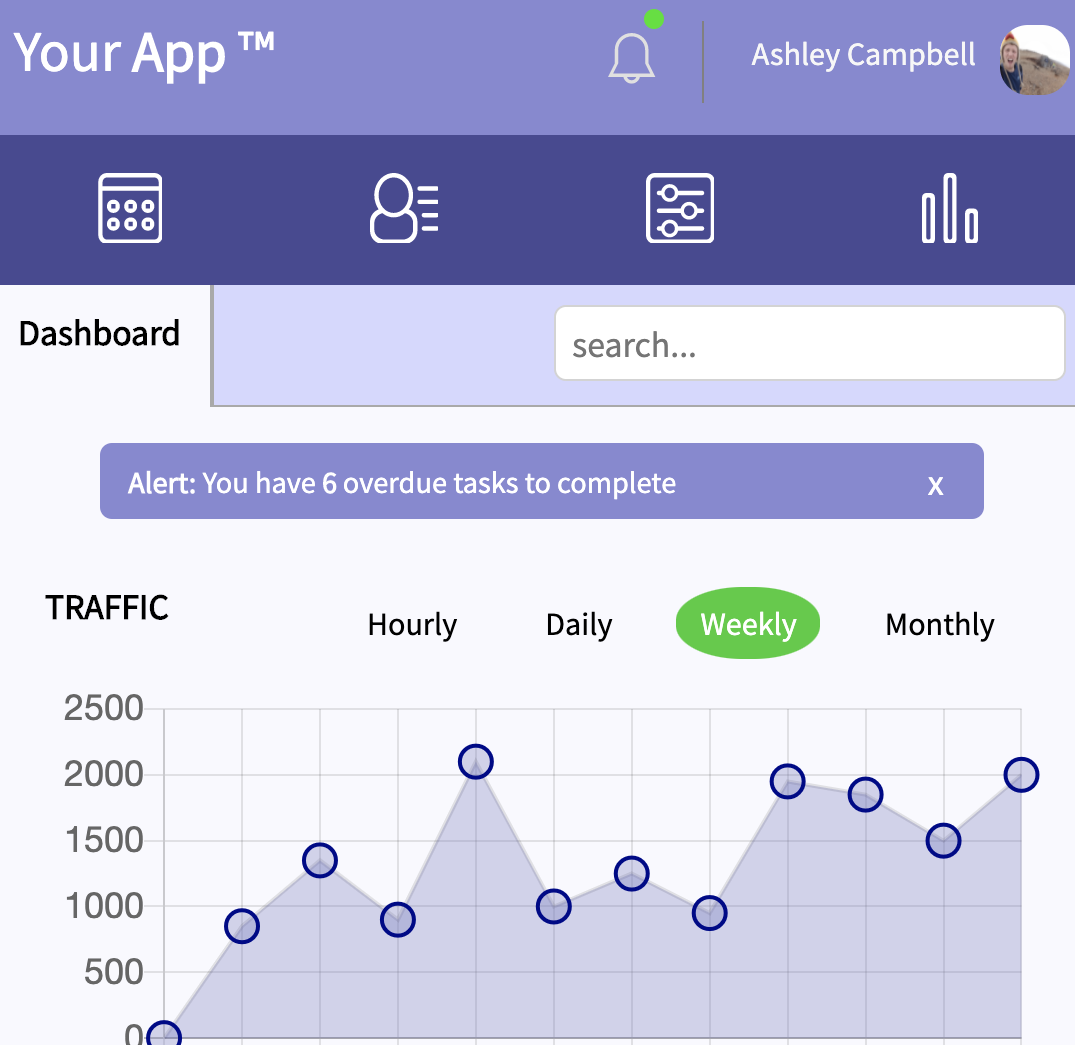 Your App ™
Ashley Campbell
Dashboard
search...
Alert: You have 6 overdue tasks to complete
x
TRAFFIC
Hourly Daily Weekly Monthly
2500
2000
1500
1000
500
0